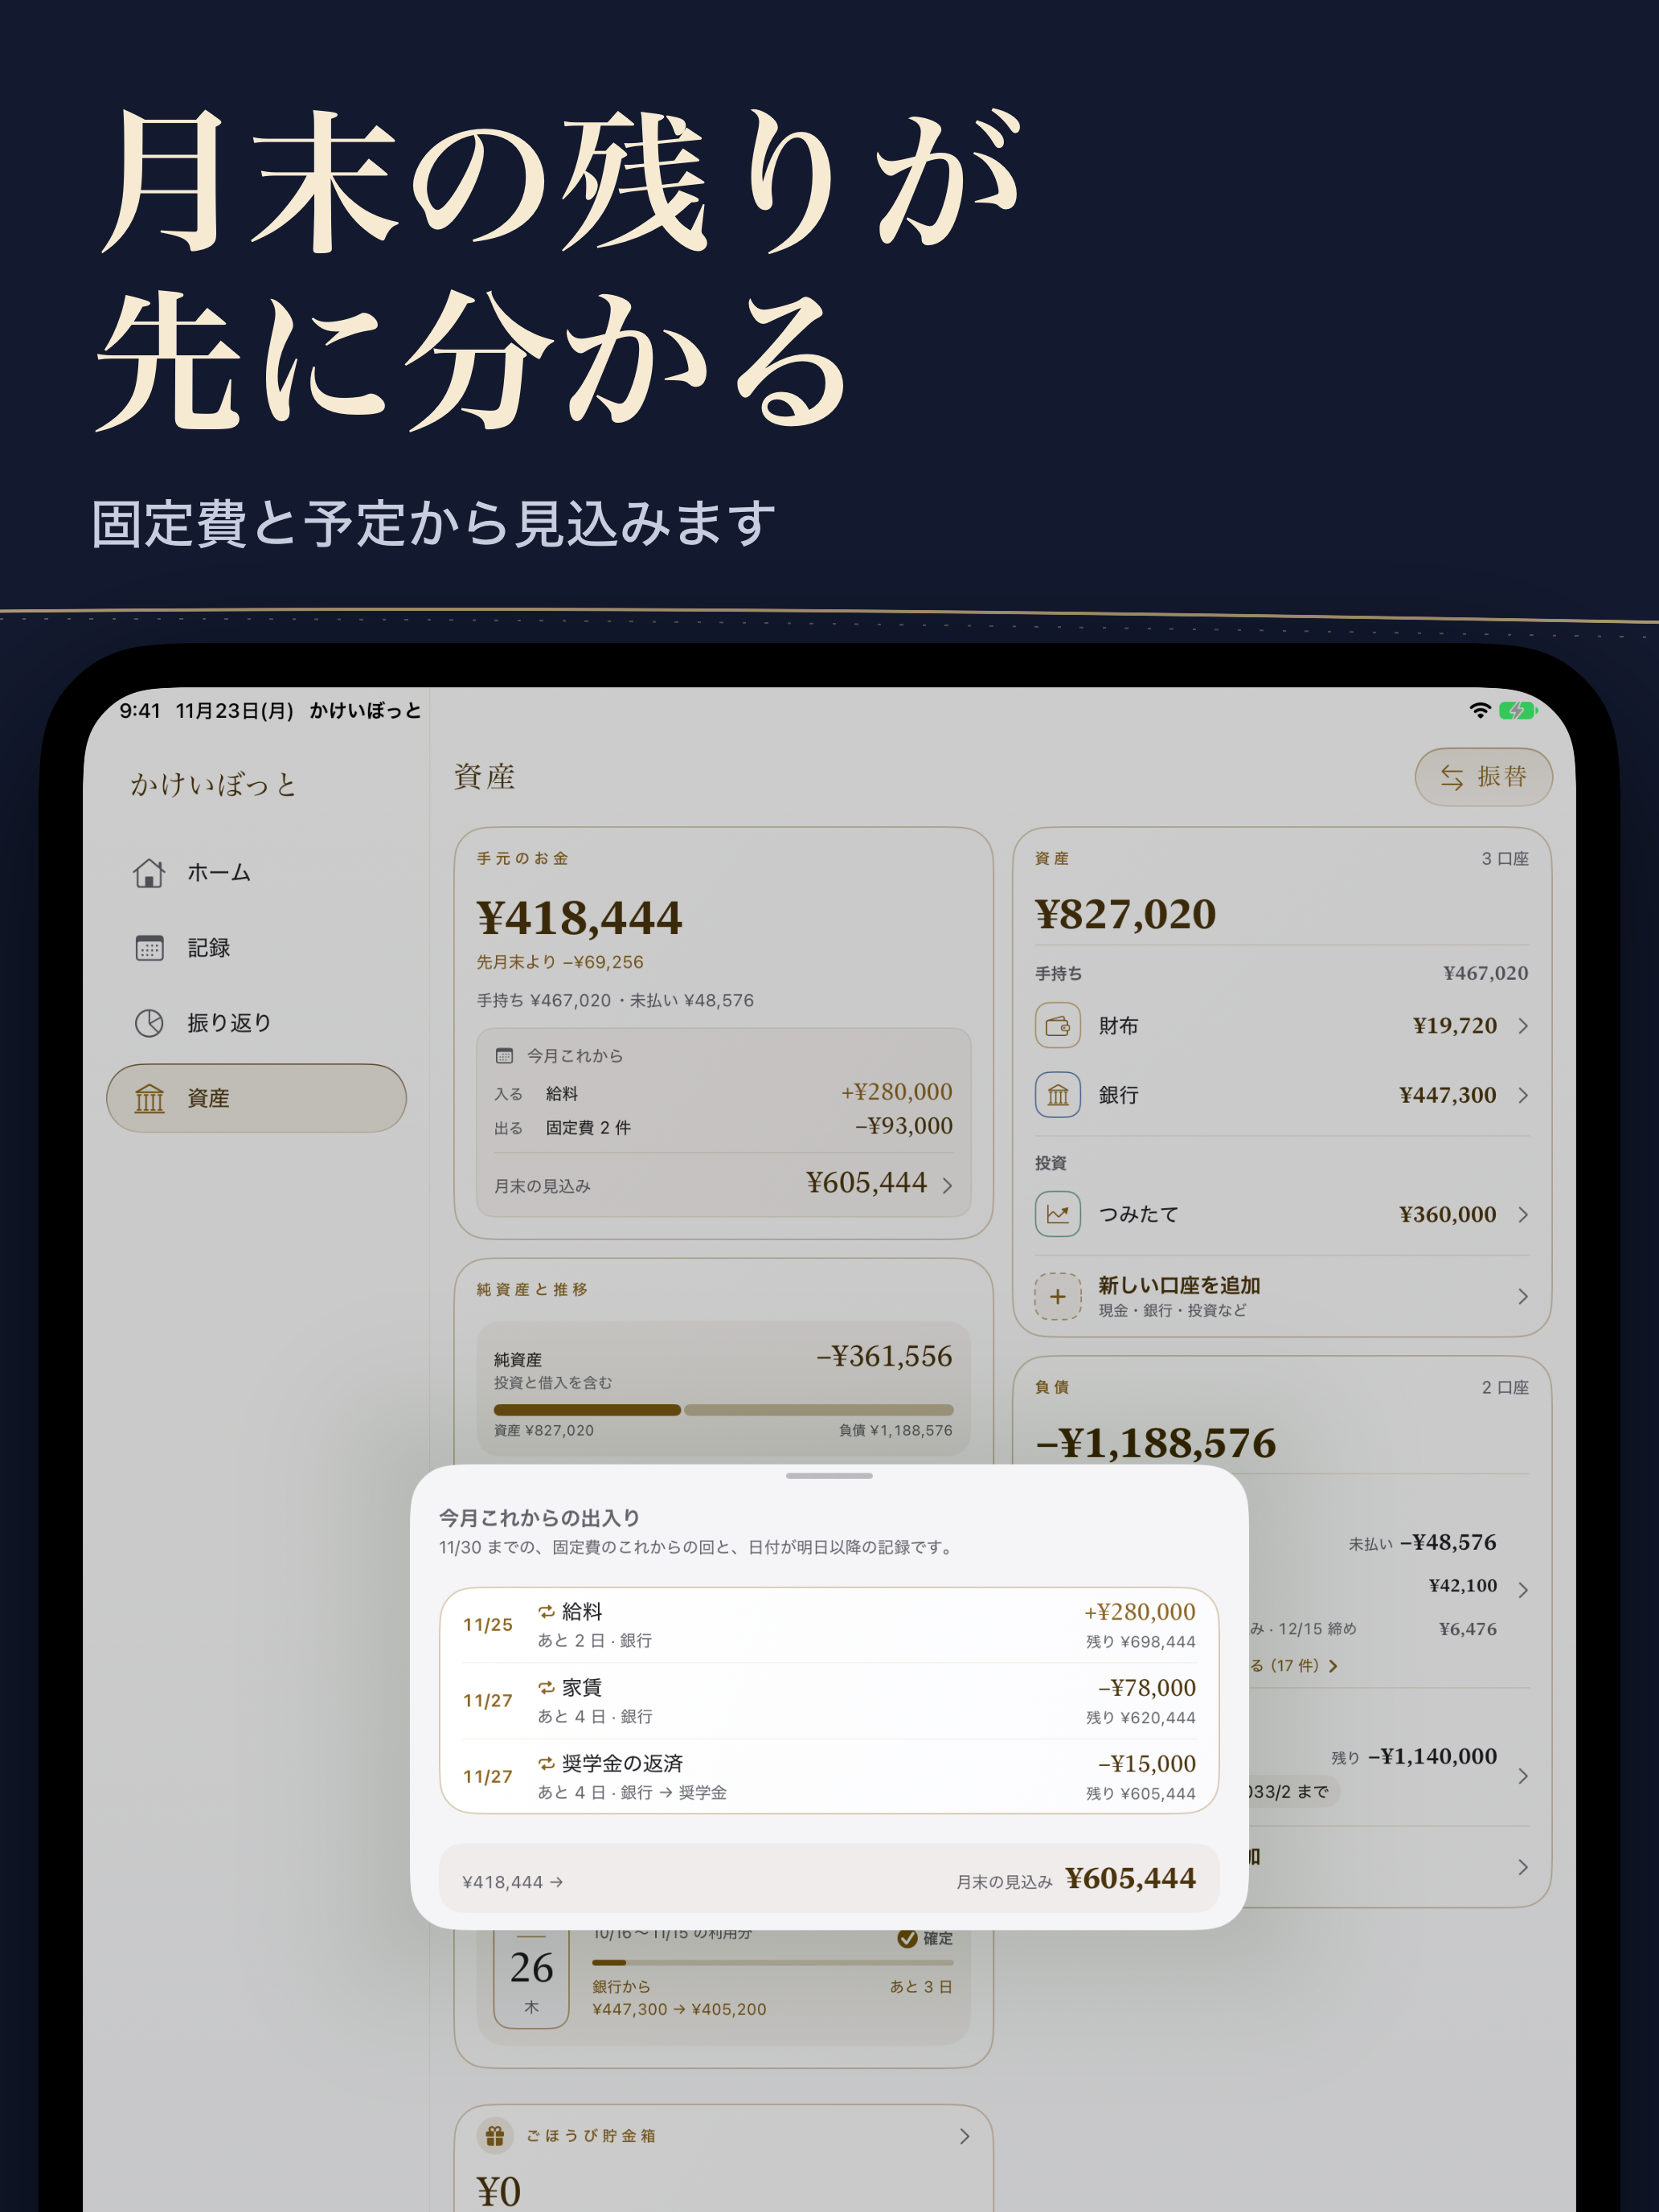 月末の残りが
先に分かる
固定費と予定から見込みます
9:41 11月23日(月) かけいぼっと
かけいぼっと
ホーム
記録
振り返り
資産
資産
振替
手元のお金
¥418,444
先月末より −¥69,256
手持ち ¥467,020・未払い ¥48,576
今月これから
入る 給料 +¥280,000
出る 固定費 2 件 −¥93,000
月末の見込み ¥605,444
純資産と推移
純資産 −¥361,556
投資と借入を含む
資産 ¥827,020 負債 ¥1,188,576
資産 3 口座
¥827,020
手持ち ¥467,020
財布 ¥19,720
銀行 ¥447,300
投資
つみたて ¥360,000
新しい口座を追加
現金・銀行・投資など
負債 2 口座
−¥1,188,576
未払い −¥48,576
¥42,100
み・12/15 締め ¥6,476
る（17 件）
残り −¥1,140,000
033/2 まで
加
今月これからの出入り
11/30 までの、固定費のこれからの回と、日付が明日以降の記録です。
11/25 給料 +¥280,000
あと 2 日・銀行 残り ¥698,444
11/27 家賃 −¥78,000
あと 4 日・銀行 残り ¥620,444
11/27 奨学金の返済 −¥15,000
あと 4 日・銀行 → 奨学金 残り ¥605,444
¥418,444 → 月末の見込み ¥605,444
10/16〜11/15 の利用分 確定
26
木
銀行から あと 3 日
¥447,300 → ¥405,200
ごほうび貯金箱
¥0